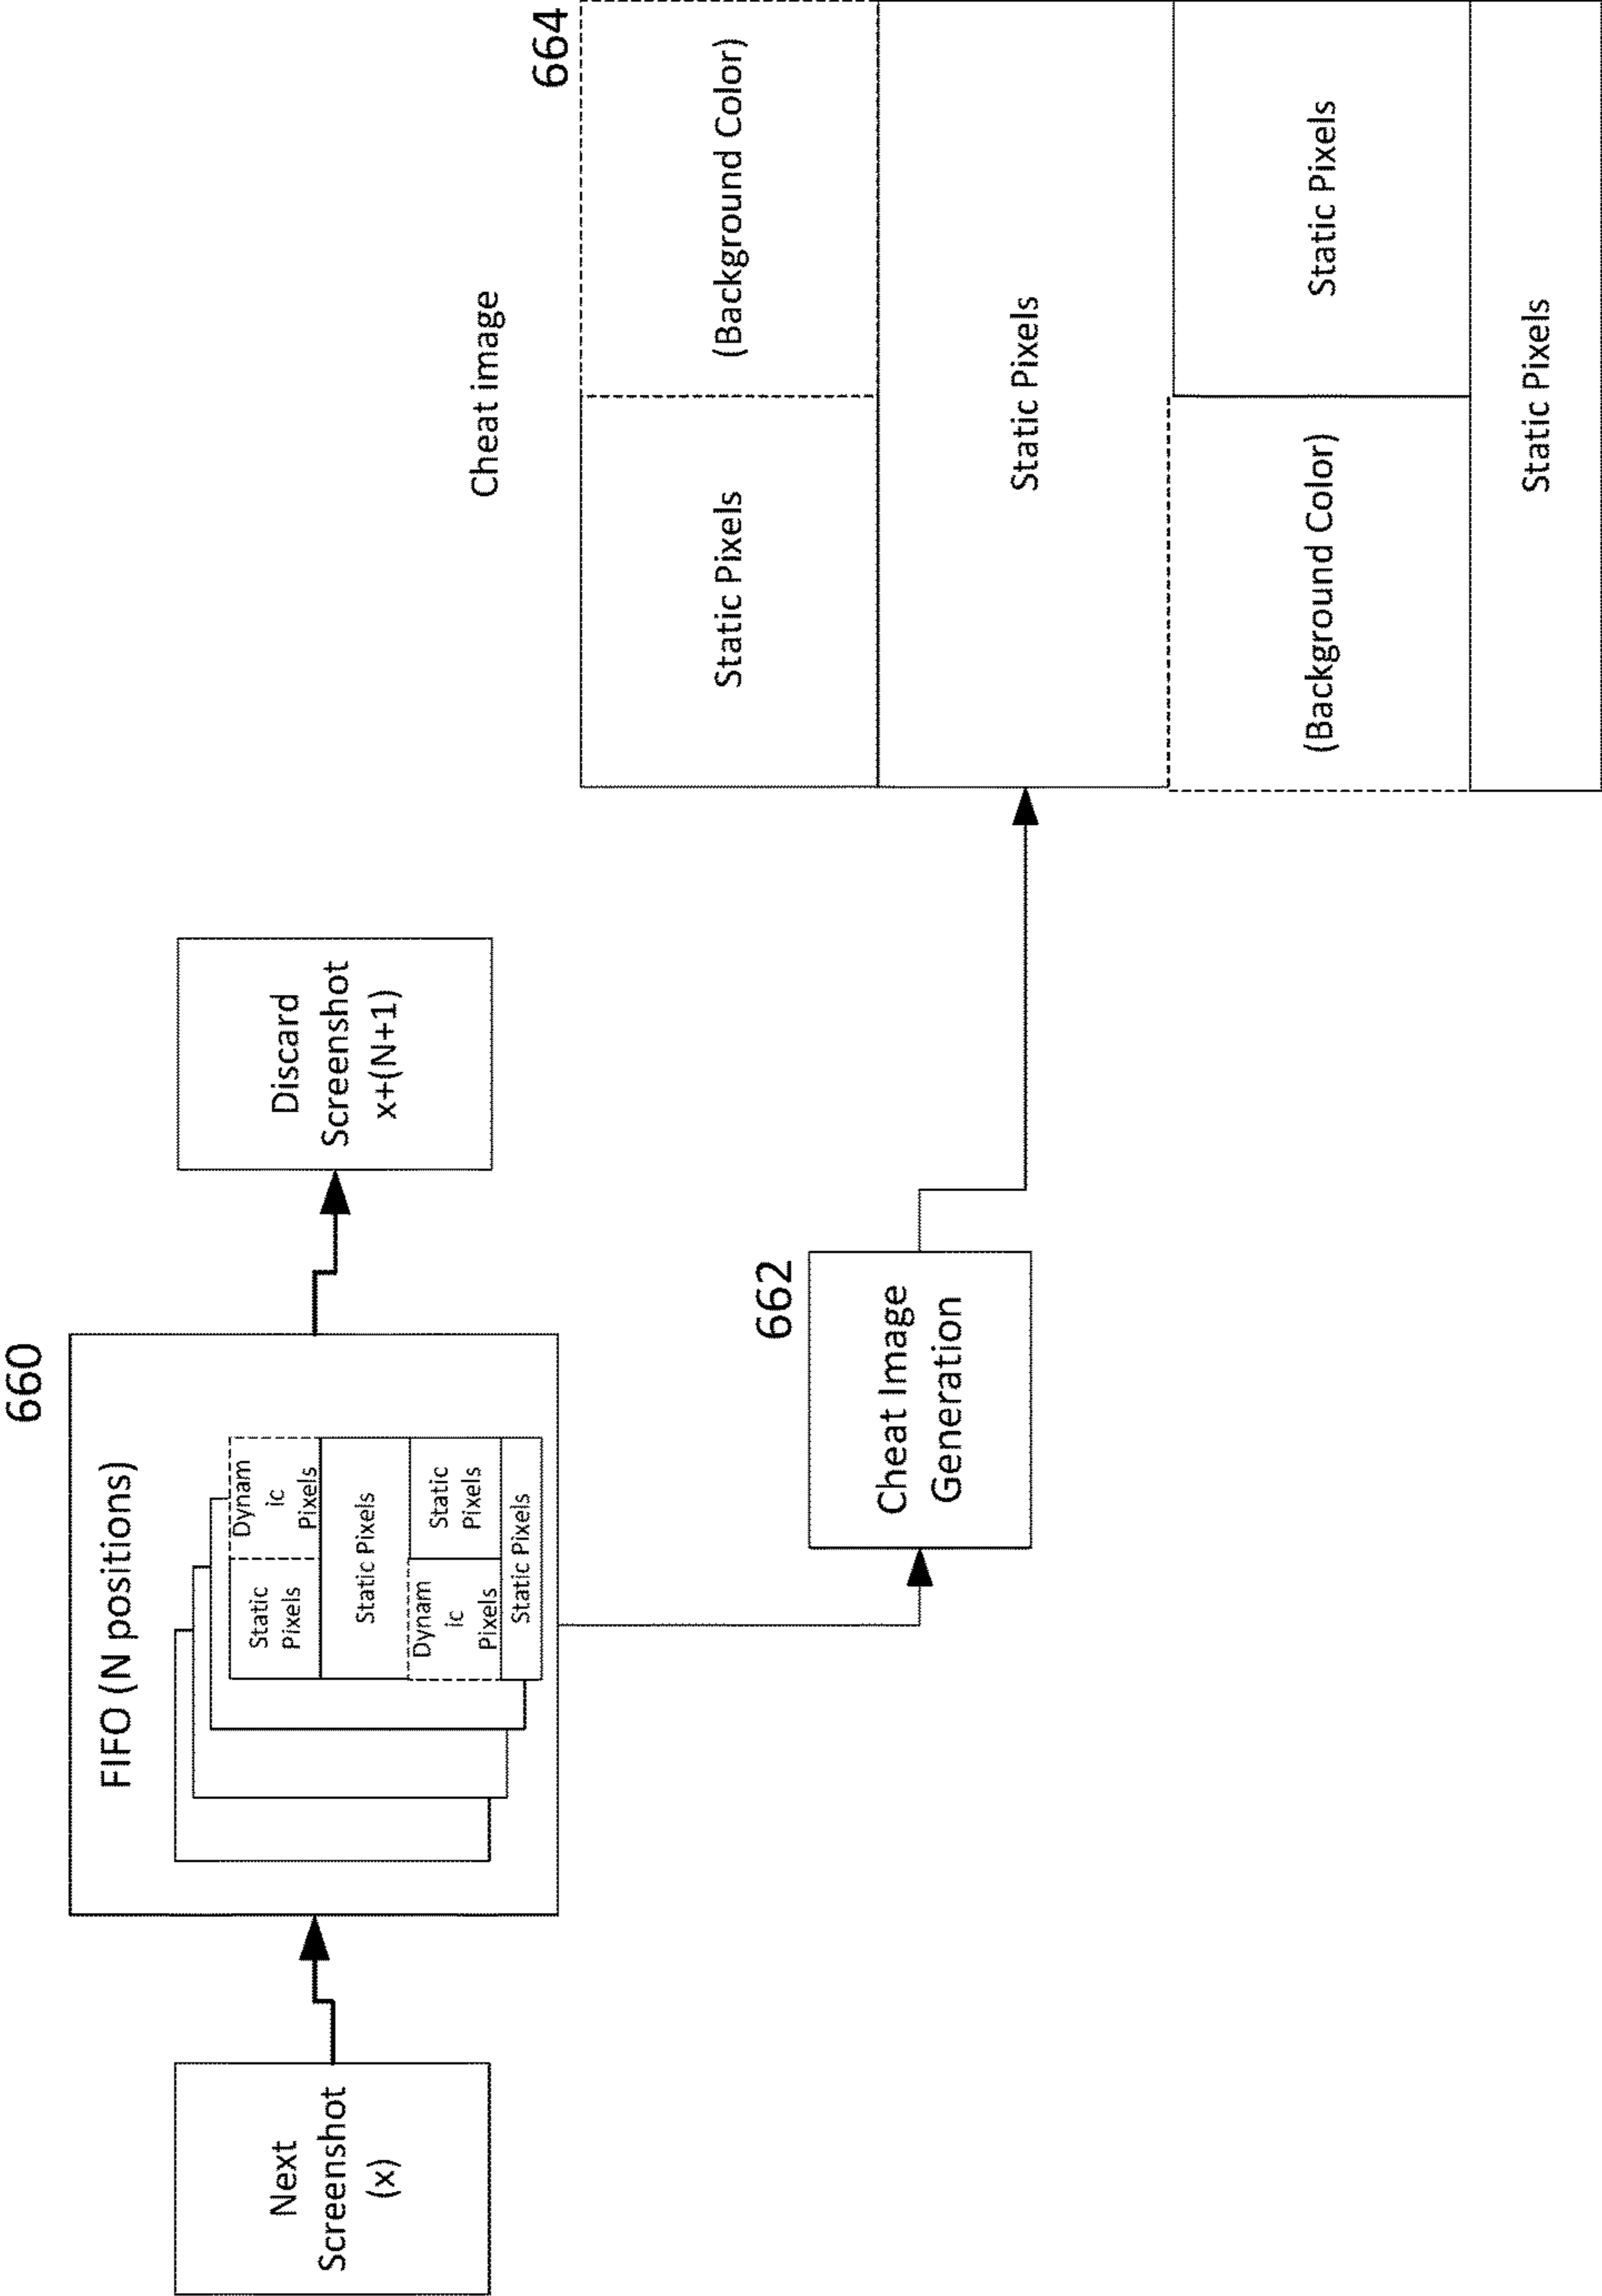 660
FIFO (N positions)
Next
Screenshot
(x)
Static
Pixels
Dynam
ic
Pixels
Static Pixels
Dynam
ic
Pixels
Static
Pixels
Static Pixels
Discard
Screenshot
x+(N+1)
662
Cheat Image
Generation
Cheat image
664
Static Pixels
(Background Color)
Static Pixels
(Background Color)
Static Pixels
Static Pixels